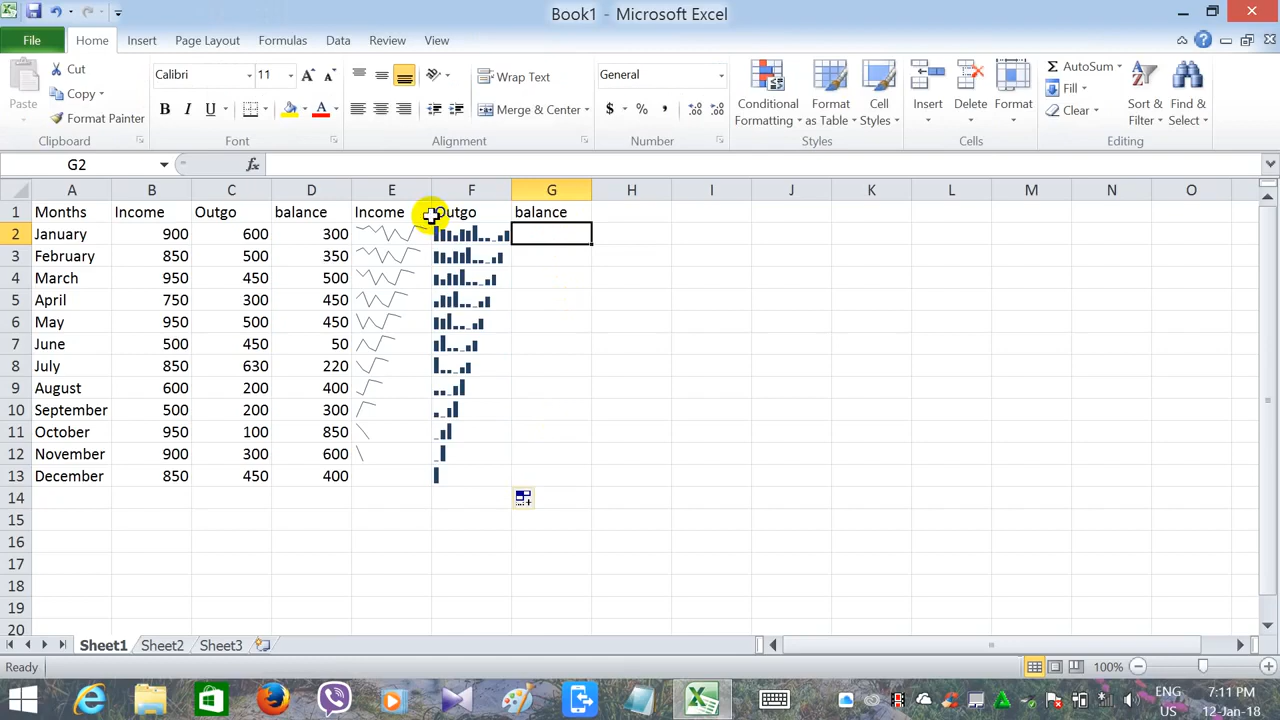 Book1 - Microsoft Excel
File Home Insert Page Layout Formulas Data Review View
Paste
Cut
Copy
Format Painter
Clipboard
Calibri 11
B I U
Font
Wrap Text
Merge & Center
Alignment
General
$ % ,
Number
Conditional Formatting
Format as Table
Cell Styles
Styles
Insert Delete Format
Cells
AutoSum
Fill
Clear
Sort & Filter
Find & Select
Editing
G2 fx
A B C D E F G H I J K L M N O
1 Months Income Outgo balance Income Outgo balance
2 January 900 600 300
3 February 850 500 350
4 March 950 450 500
5 April 750 300 450
6 May 950 500 450
7 June 500 450 50
8 July 850 630 220
9 August 600 200 400
10 September 500 200 300
11 October 950 100 850
12 November 900 300 600
13 December 850 450 400
14
15
16
17
18
19
20
Sheet1 Sheet2 Sheet3
Ready 100%
ENG 7:11 PM
US 12-Jan-18